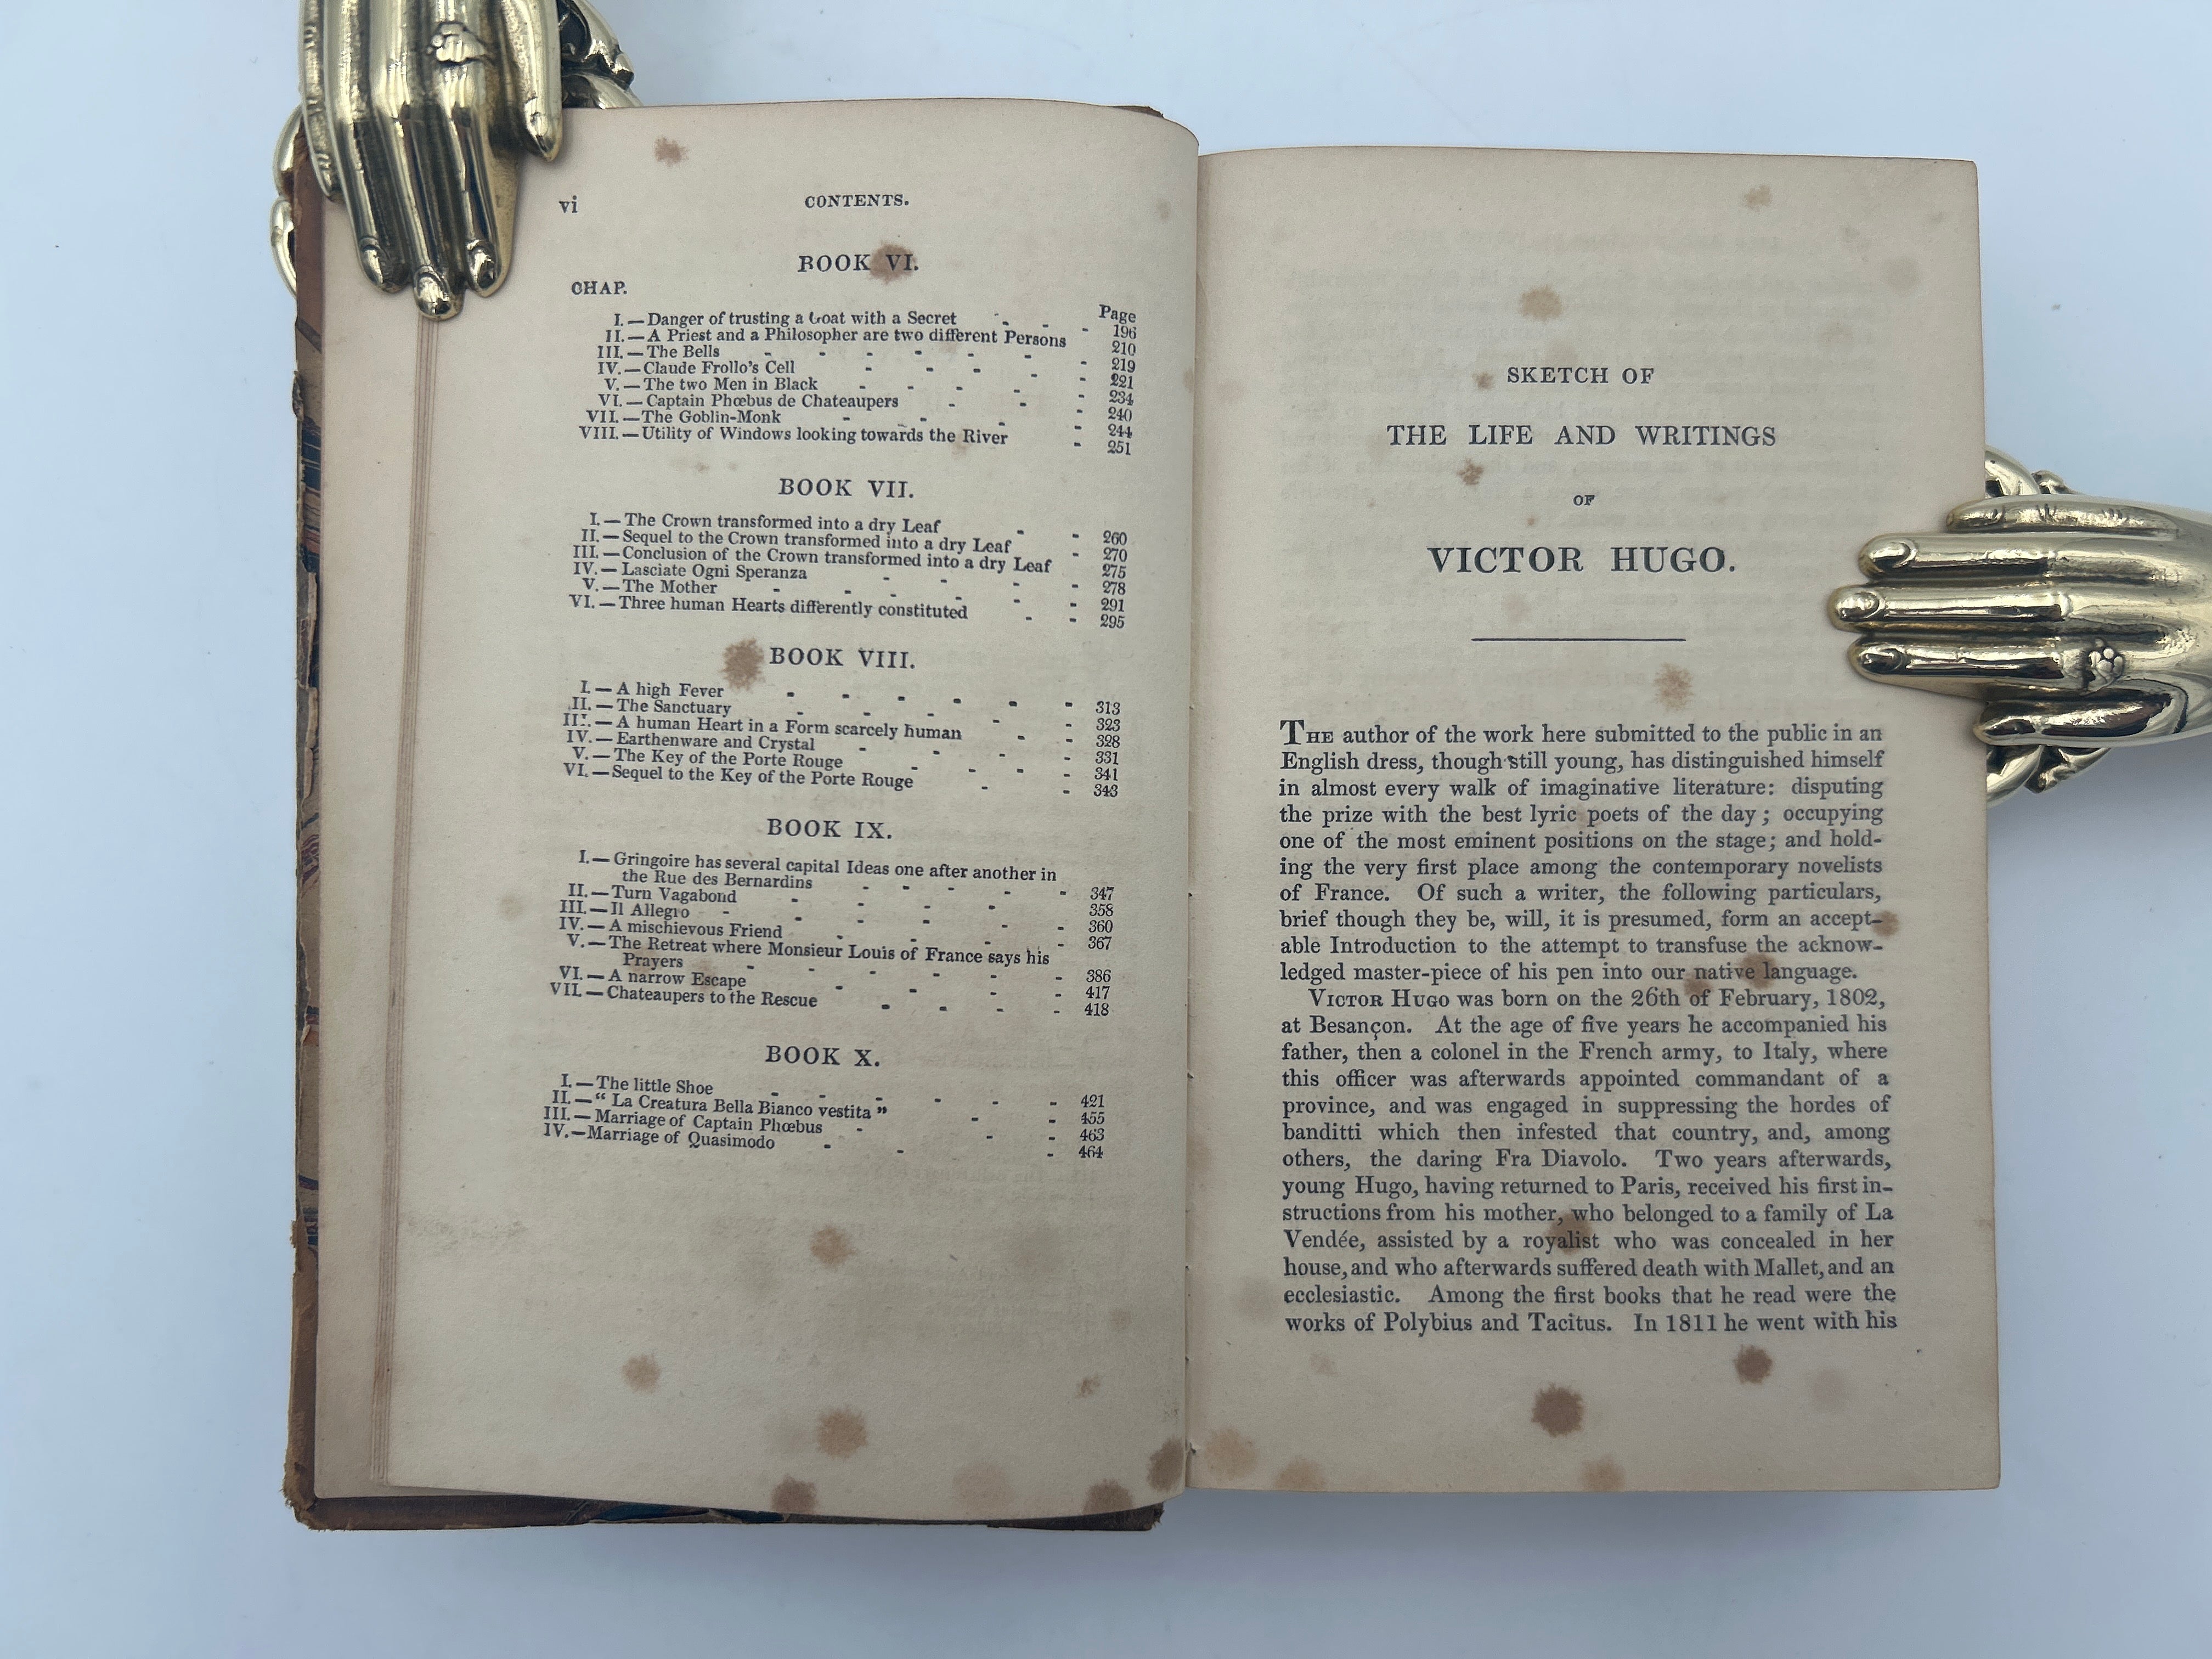 vi CONTENTS.
BOOK VI.
CHAP.
Page
I.—Danger of trusting a Goat with a Secret - - - 196
II.—A Priest and a Philosopher are two different Persons 210
III.—The Bells - - - - - - 219
IV.—Claude Frollo's Cell - - - - 221
V.—The two Men in Black - - - - - 234
VI.—Captain Phœbus de Chateaupers - - - 240
VII.—The Goblin-Monk - - - - 244
VIII.—Utility of Windows looking towards the River - 251
BOOK VII.
I.—The Crown transformed into a dry Leaf - - 260
II.—Sequel to the Crown transformed into a dry Leaf - 270
III.—Conclusion of the Crown transformed into a dry Leaf 275
IV.—Lasciate Ogni Speranza - - - - 278
V.—The Mother - - - - - - 291
VI.—Three human Hearts differently constituted - - 295
BOOK VIII.
I.—A high Fever - - - - - - 313
II.—The Sanctuary - - - - - - 323
III.—A human Heart in a Form scarcely human - - 328
IV.—Earthenware and Crystal - - - - 331
V.—The Key of the Porte Rouge - - - - 341
VI.—Sequel to the Key of the Porte Rouge - - 343
BOOK IX.
I.—Gringoire has several capital Ideas one after another in
the Rue des Bernardins - - - - - 347
II.—Turn Vagabond - - - - - 358
III.—Il Allegro - - - - - 360
IV.—A mischievous Friend - - - - 367
V.—The Retreat where Monsieur Louis of France says his
Prayers - - - - - - 386
VI.—A narrow Escape - - - - - 417
VII.—Chateaupers to the Rescue - - - - 418
BOOK X.
I.—The little Shoe - - - - - - 421
II.—“ La Creatura Bella Bianco vestita ” - - 455
III.—Marriage of Captain Phœbus - - - 463
IV.—Marriage of Quasimodo - - - 464
SKETCH OF
THE LIFE AND WRITINGS
OF
VICTOR HUGO.
THE author of the work here submitted to the public in an
English dress, though still young, has distinguished himself
in almost every walk of imaginative literature: disputing
the prize with the best lyric poets of the day; occupying
one of the most eminent positions on the stage; and hold-
ing the very first place among the contemporary novelists
of France. Of such a writer, the following particulars,
brief though they be, will, it is presumed, form an accept-
able Introduction to the attempt to transfuse the acknow-
ledged master-piece of his pen into our native language.
VICTOR HUGO was born on the 26th of February, 1802,
at Besançon. At the age of five years he accompanied his
father, then a colonel in the French army, to Italy, where
this officer was afterwards appointed commandant of a
province, and was engaged in suppressing the hordes of
banditti which then infested that country, and, among
others, the daring Fra Diavolo. Two years afterwards,
young Hugo, having returned to Paris, received his first in-
structions from his mother, who belonged to a family of La
Vendée, assisted by a royalist who was concealed in her
house, and who afterwards suffered death with Mallet, and an
ecclesiastic. Among the first books that he read were the
works of Polybius and Tacitus. In 1811 he went with his